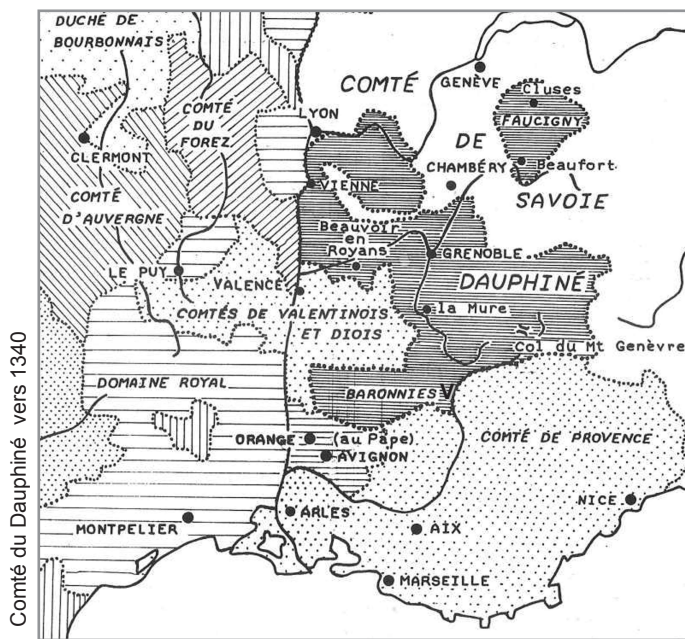 Comté du Dauphiné vers 1340
DUCHÉ DE
BOURBONNAIS
COMTÉ
DU
FOREZ
CLERMONT
COMTÉ
D'AUVERGNE
LE PUY
LYON
VIENNE
COMTÉ
DE
SAVOIE
GENÈVE
Cluses
FAUCIGNY
Beaufort
CHAMBÉRY
Beauvoir
en
Royans
GRENOBLE
VALENCE
DAUPHINÉ
COMTÉS DE VALENTINOIS
ET DIOIS
la Mure
Col du Mt Genèvre
DOMAINE ROYAL
BARONNIES
V
ORANGE (au Pape)
AVIGNON
COMTÉ DE PROVENCE
MONTPELIER
ARLES
AIX
NICE
MARSEILLE